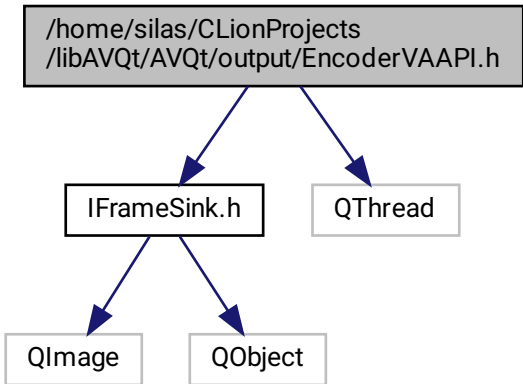 /home/silas/CLionProjects
/libAVQt/AVQt/output/EncoderVAAPI.h
IFrameSink.h
QThread
QImage
QObject